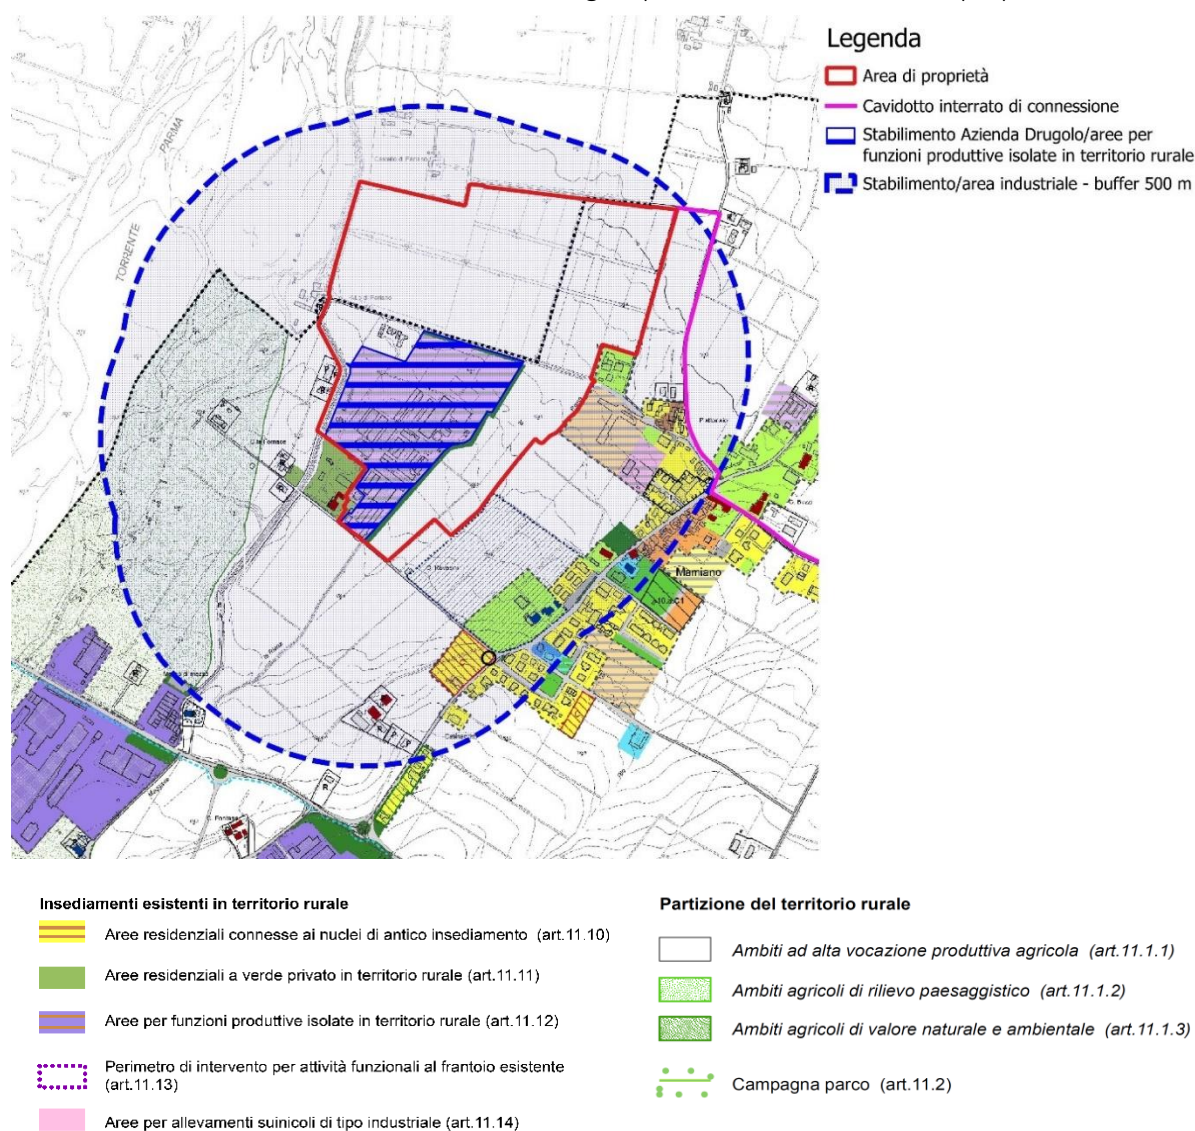 Legenda
Area di proprietà
Cavidotto interrato di connessione
Stabilimento Azienda Drugolo/aree per
funzioni produttive isolate in territorio rurale
Stabilimento/area industriale - buffer 500 m
PARMA
TORRENTE
Mamiano
Insediamenti esistenti in territorio rurale
Aree residenziali connesse ai nuclei di antico insediamento (art.11.10)
Aree residenziali a verde privato in territorio rurale (art.11.11)
Aree per funzioni produttive isolate in territorio rurale (art.11.12)
Perimetro di intervento per attività funzionali al frantoio esistente
(art.11.13)
Aree per allevamenti suinicoli di tipo industriale (art.11.14)
Partizione del territorio rurale
Ambiti ad alta vocazione produttiva agricola (art.11.1.1)
Ambiti agricoli di rilievo paesaggistico (art.11.1.2)
Ambiti agricoli di valore naturale e ambientale (art.11.1.3)
Campagna parco (art.11.2)